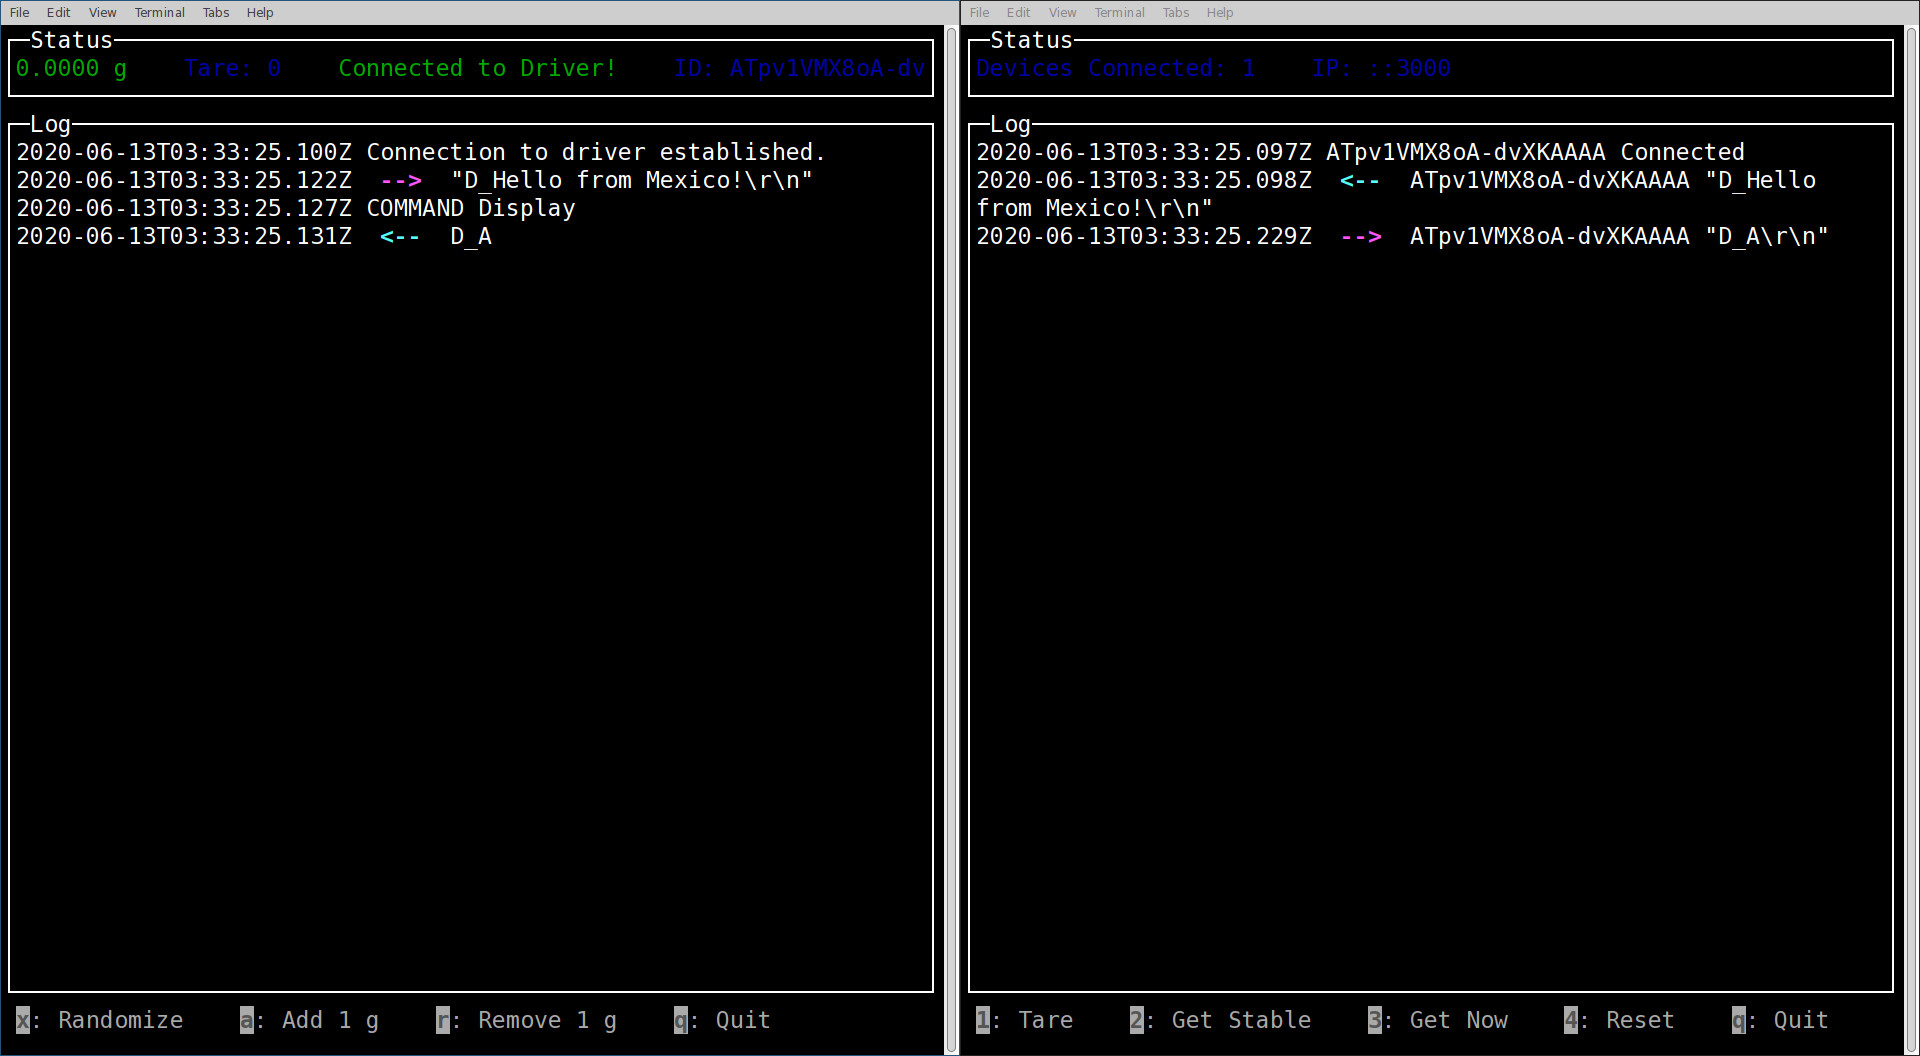 File Edit View Terminal Tabs Help
Status
0.0000 g Tare: 0 Connected to Driver! ID: ATpv1VMX8oA-dv
Log
2020-06-13T03:33:25.100Z Connection to driver established.
2020-06-13T03:33:25.122Z --> "D_Hello from Mexico!\r\n"
2020-06-13T03:33:25.127Z COMMAND Display
2020-06-13T03:33:25.131Z <-- D_A
x: Randomize a: Add 1 g r: Remove 1 g q: Quit
File Edit View Terminal Tabs Help
Status
Devices Connected: 1 IP: ::3000
Log
2020-06-13T03:33:25.097Z ATpv1VMX8oA-dvXKAAAA Connected
2020-06-13T03:33:25.098Z <-- ATpv1VMX8oA-dvXKAAAA "D_Hello
from Mexico!\r\n"
2020-06-13T03:33:25.229Z --> ATpv1VMX8oA-dvXKAAAA "D_A\r\n"
1: Tare 2: Get Stable 3: Get Now 4: Reset q: Quit